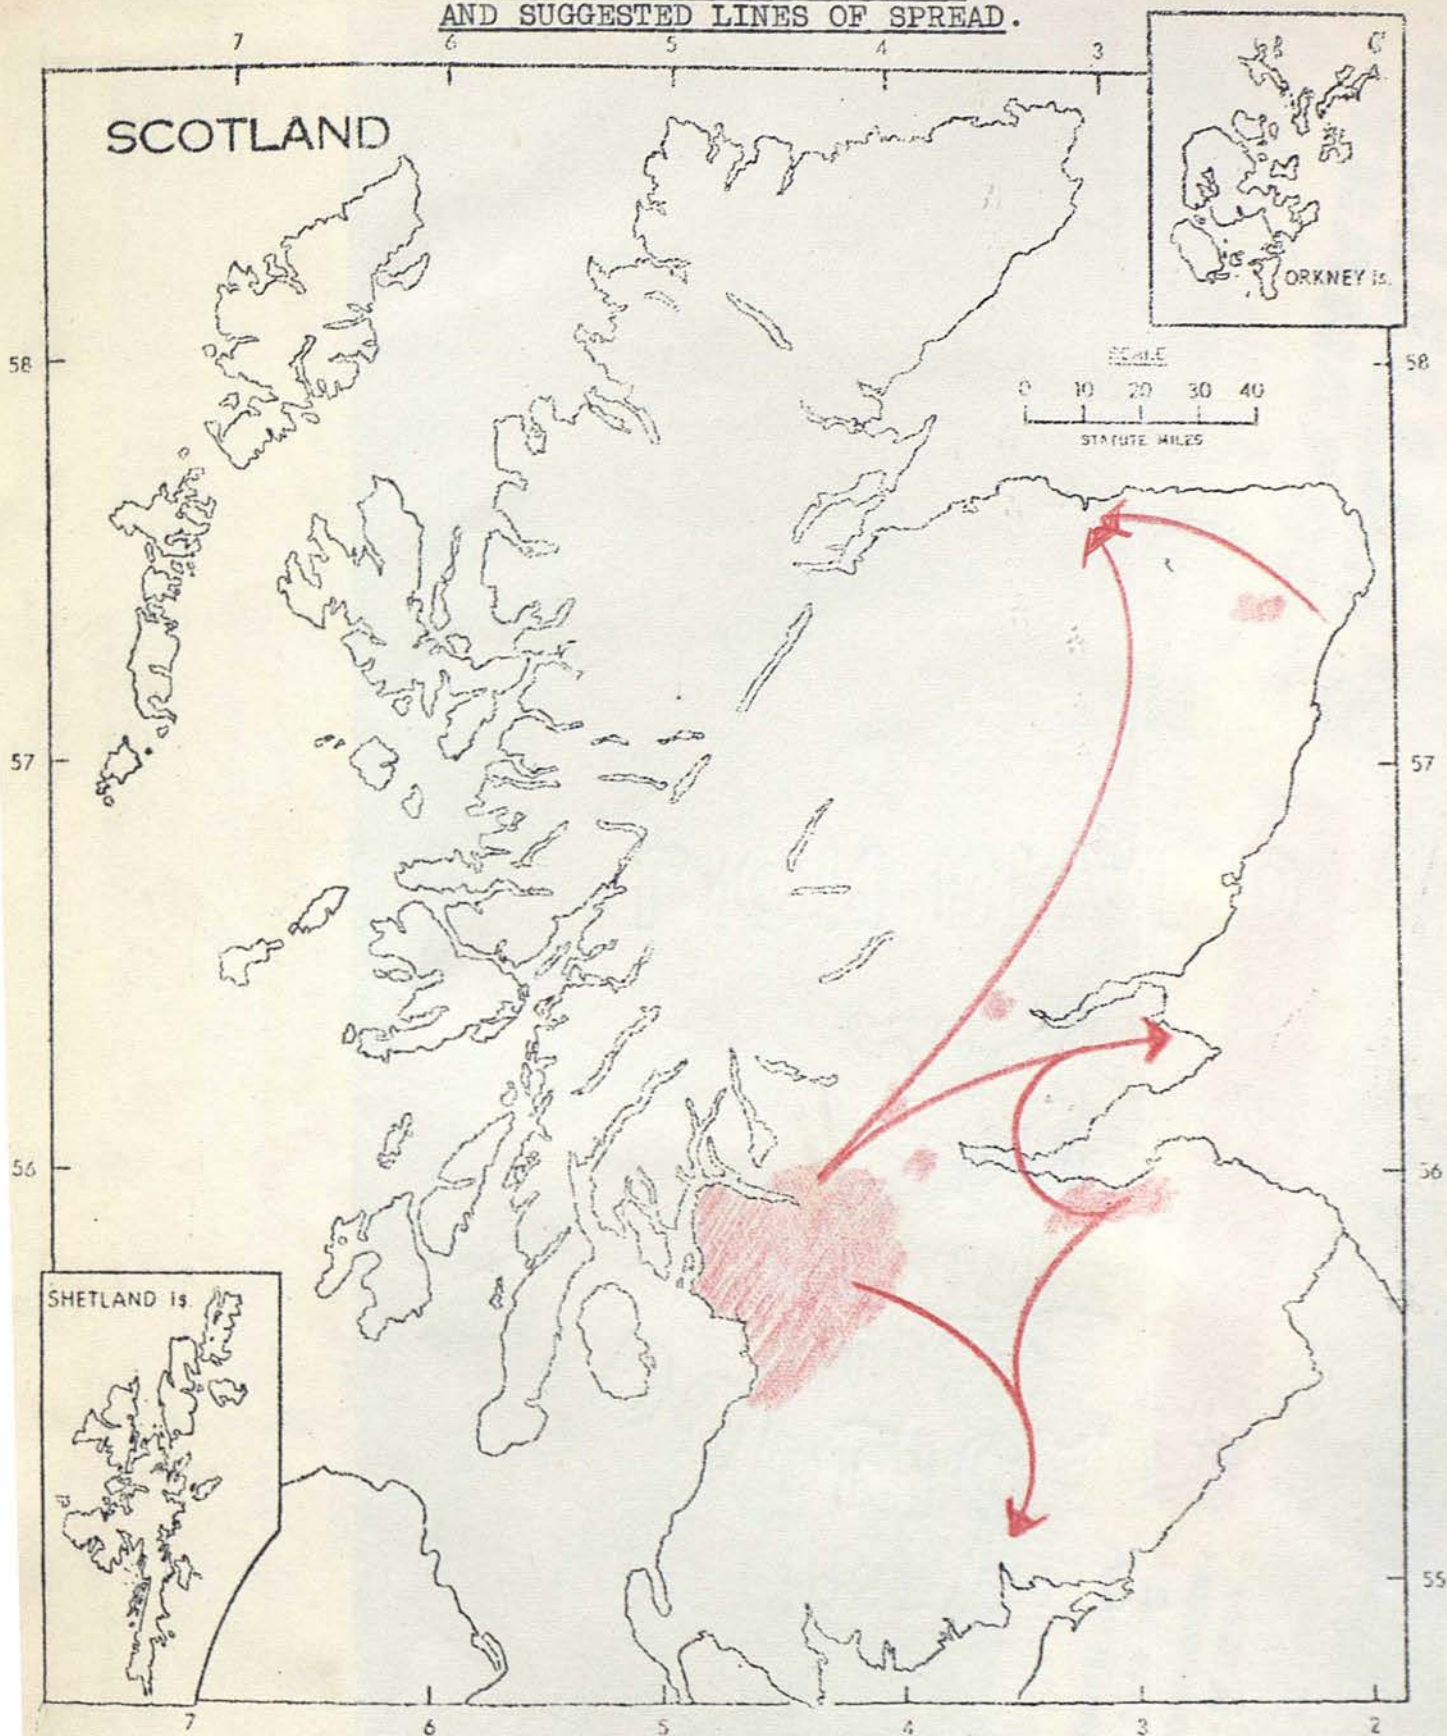 AND SUGGESTED LINES OF SPREAD.
7 6 5 4 3
SCOTLAND
ORKNEY Is.
58 58
SCALE
0 10 20 30 40
STATUTE MILES
57 57
56 56
SHETLAND Is.
55
7 6 5 4 3 2